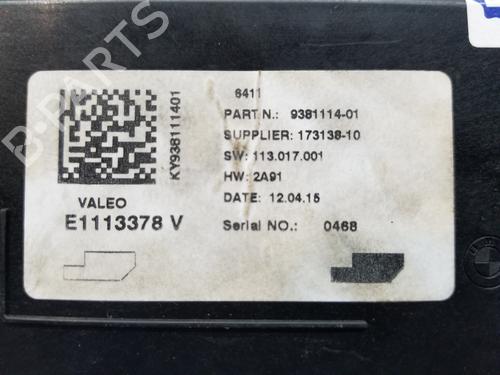 6411
PART N.: 9381114-01
SUPPLIER: 173138-10
SW: 113.017.001
HW: 2A91
DATE: 12.04.15
Serial NO.: 0468
KY938111401
VALEO
E1113378 V
B-PARTS